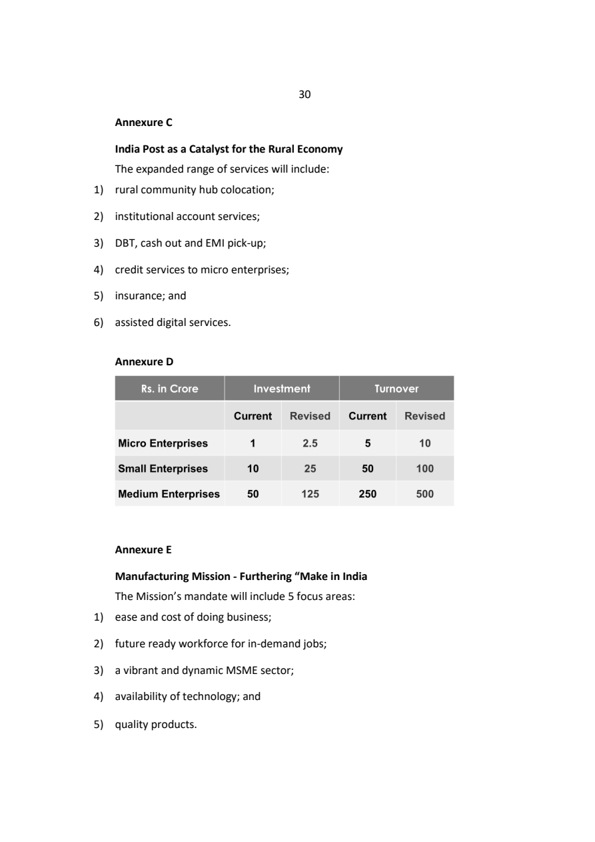 30
Annexure C
India Post as a Catalyst for the Rural Economy
The expanded range of services will include:
1) rural community hub colocation;
2) institutional account services;
3) DBT, cash out and EMI pick-up;
4) credit services to micro enterprises;
5) insurance; and
6) assisted digital services.
Annexure D
Rs. in Crore Investment Turnover
Current Revised Current Revised
Micro Enterprises 1 2.5 5 10
Small Enterprises 10 25 50 100
Medium Enterprises 50 125 250 500
Annexure E
Manufacturing Mission - Furthering “Make in India
The Mission’s mandate will include 5 focus areas:
1) ease and cost of doing business;
2) future ready workforce for in-demand jobs;
3) a vibrant and dynamic MSME sector;
4) availability of technology; and
5) quality products.